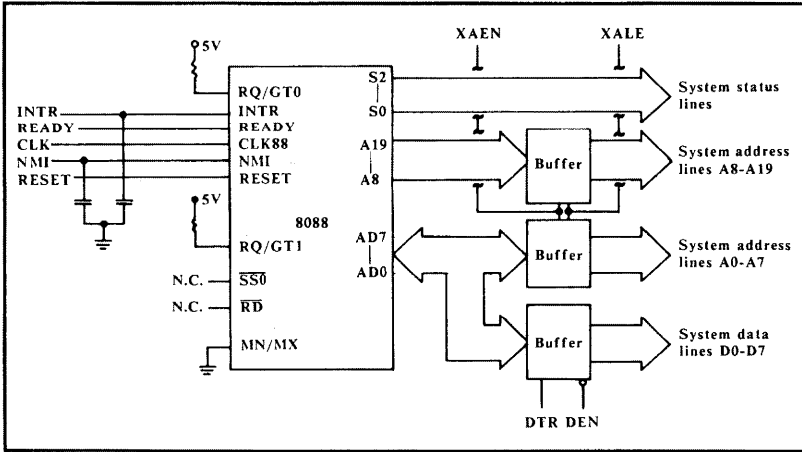 XAEN
XALE
5V
RQ/GT0
INTR
READY
CLK
NMI
RESET
INTR
READY
CLK88
NMI
RESET
5V
RQ/GT1
8088
N.C.
SS0
N.C.
RD
MN/MX
S2
S0
A19
A8
AD7
AD0
Buffer
Buffer
Buffer
DTR DEN
System status
lines
System address
lines A8-A19
System address
lines A0-A7
System data
lines D0-D7